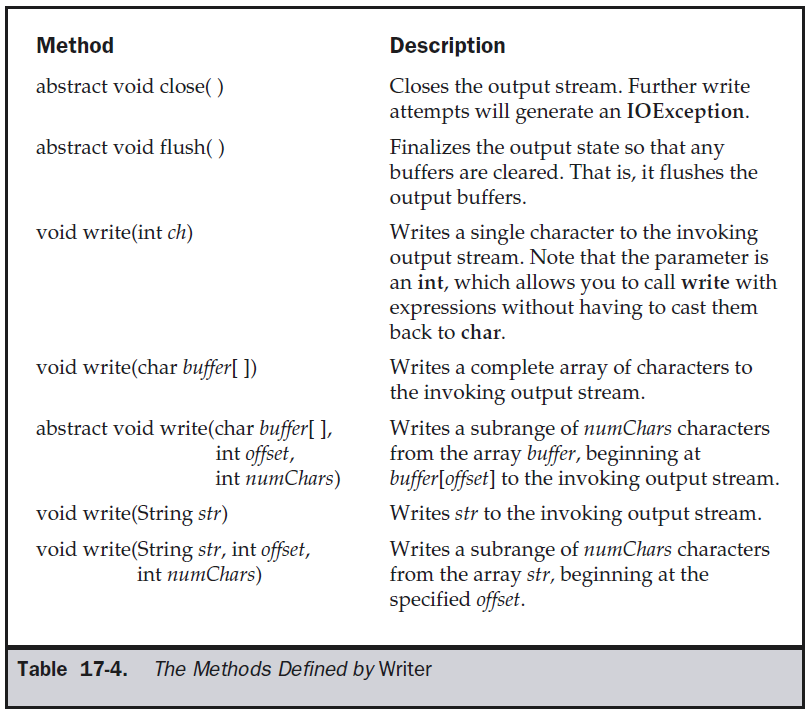 Method Description
abstract void close( ) Closes the output stream. Further write
attempts will generate an IOException.
abstract void flush( ) Finalizes the output state so that any
buffers are cleared. That is, it flushes the
output buffers.
void write(int ch) Writes a single character to the invoking
output stream. Note that the parameter is
an int, which allows you to call write with
expressions without having to cast them
back to char.
void write(char buffer[ ]) Writes a complete array of characters to
the invoking output stream.
abstract void write(char buffer[ ], Writes a subrange of numChars characters
int offset, from the array buffer, beginning at
int numChars) buffer[offset] to the invoking output stream.
void write(String str) Writes str to the invoking output stream.
void write(String str, int offset, Writes a subrange of numChars characters
int numChars) from the array str, beginning at the
specified offset.
Table 17-4. The Methods Defined by Writer